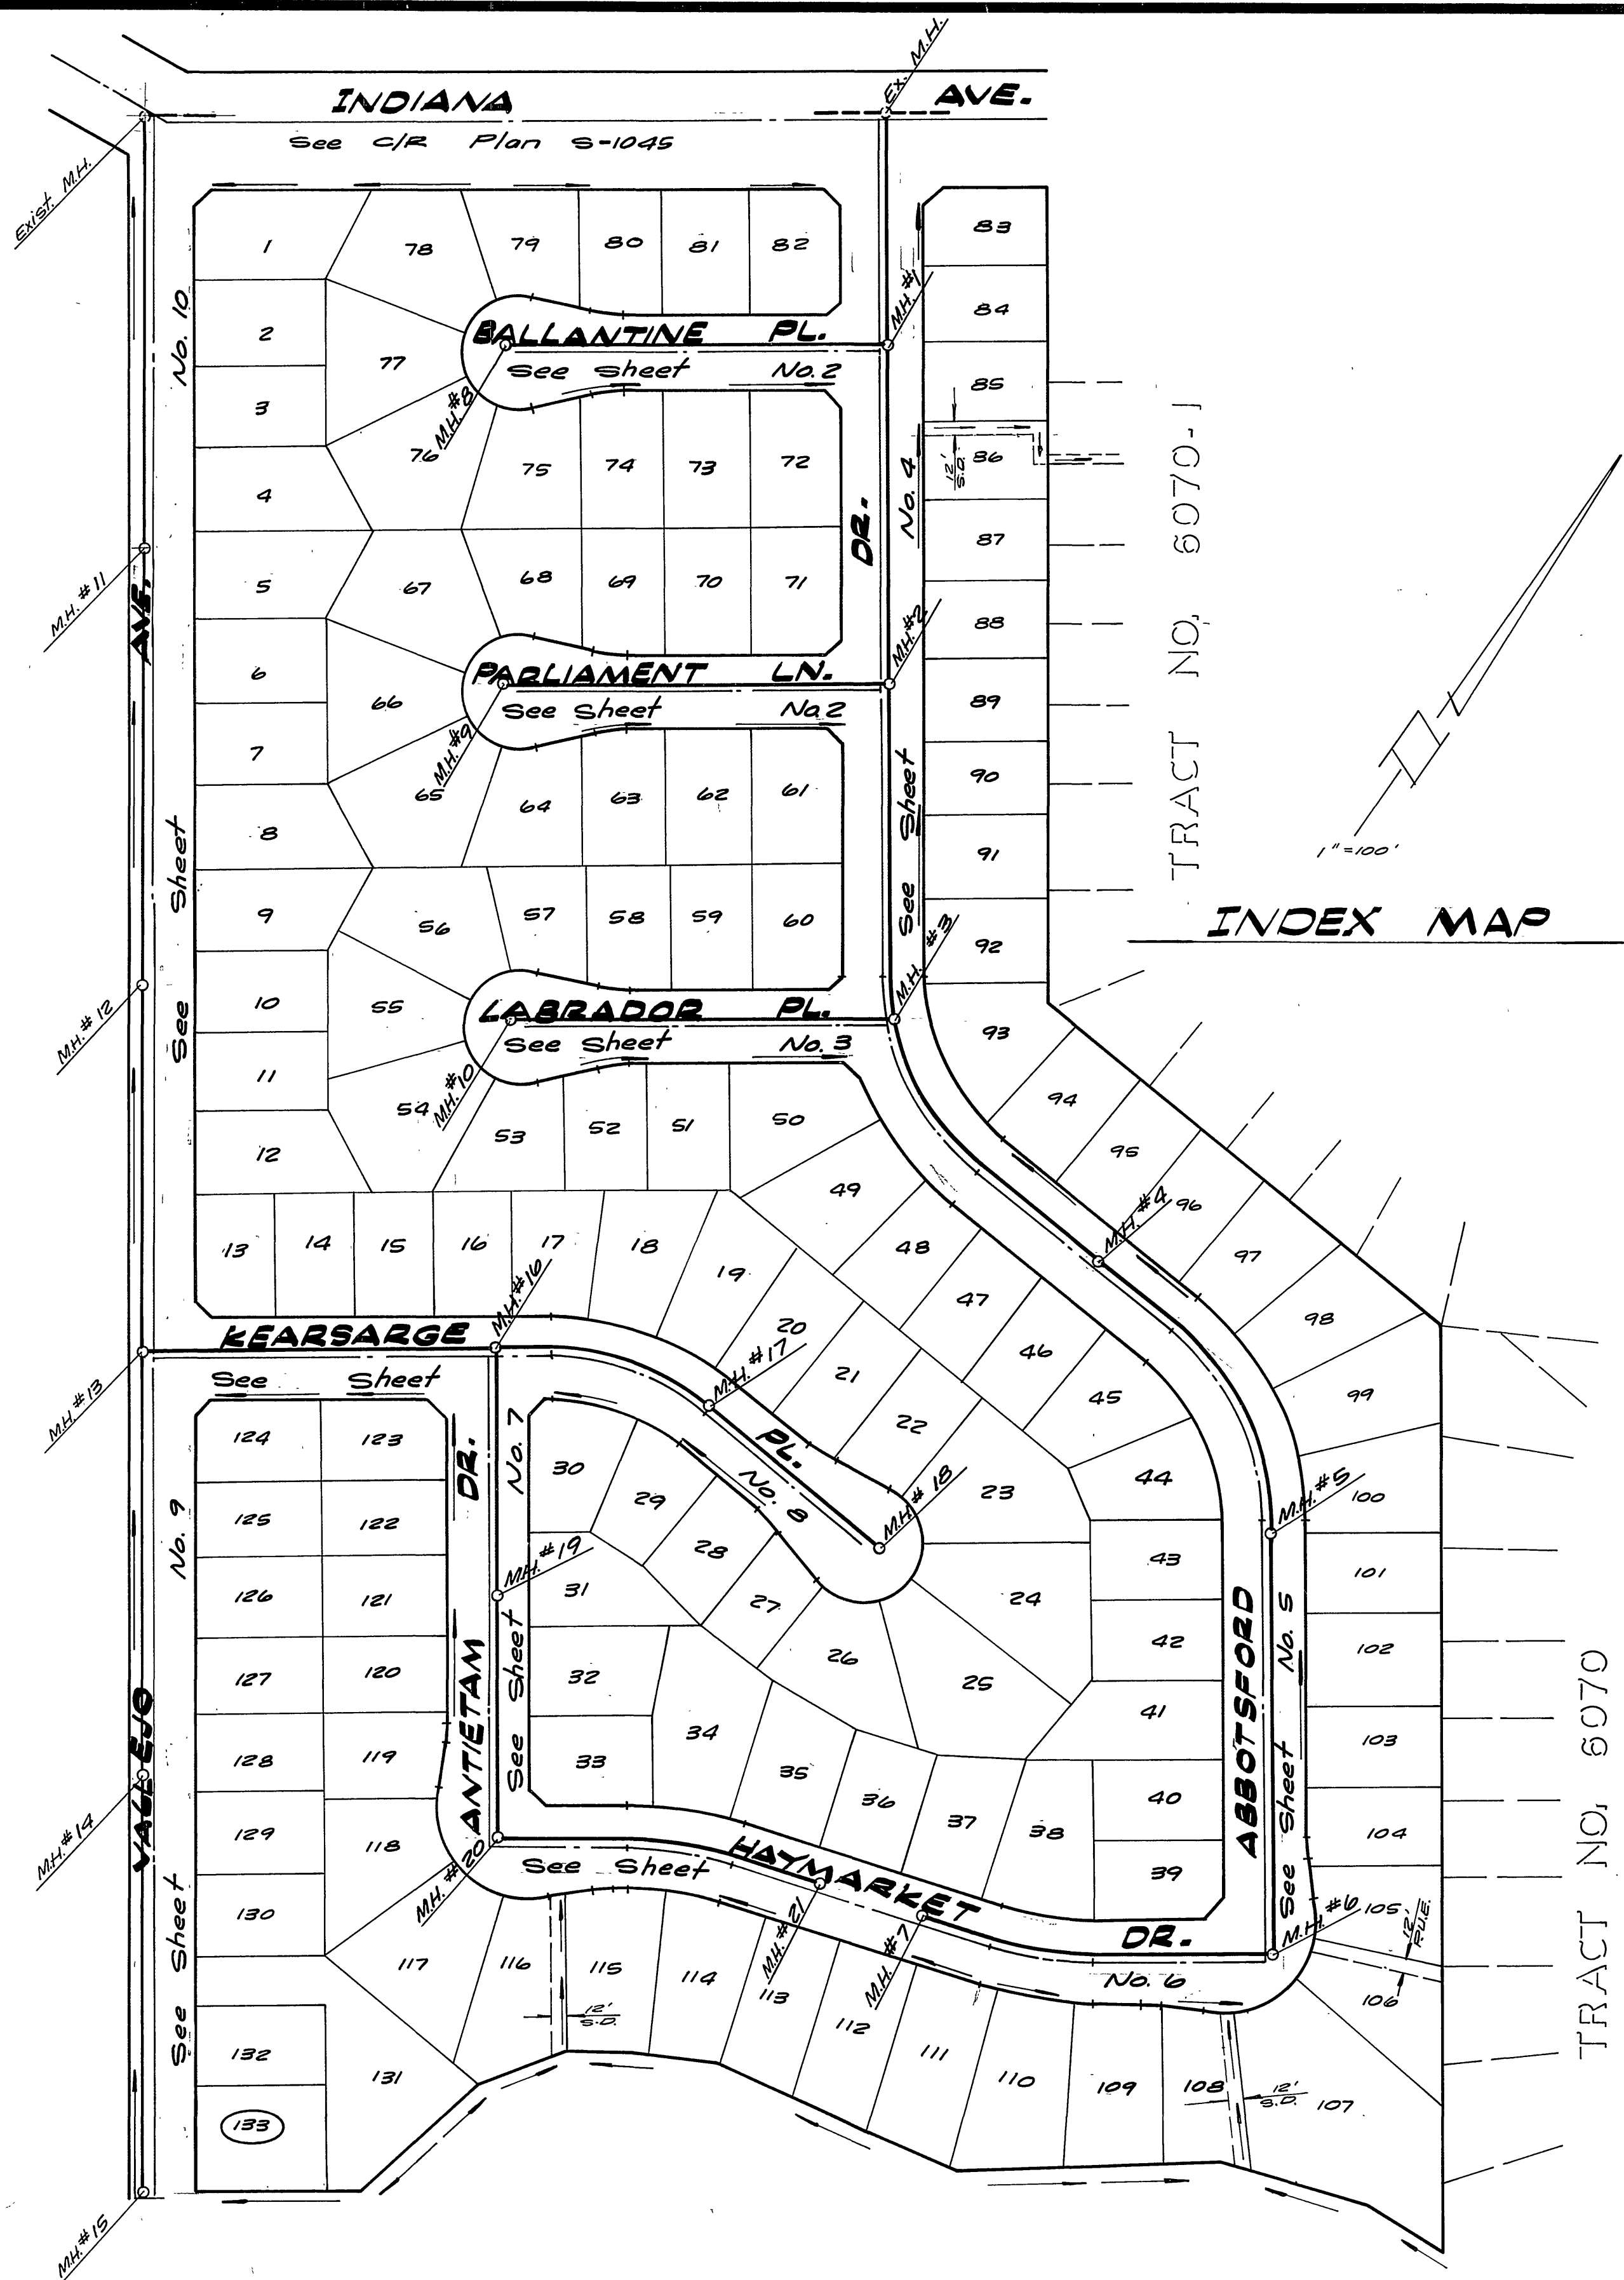 Ex. M.H.
INDIANA AVE.
See C/R Plan S-1045
Exist. M.H.
1
78
79
80
81
82
83
No. 10
2
77
M.H. #1
84
BALLANTINE PL.
See Sheet No. 2
M.H. #8
3
85
76
75
74
73
72
86
12'
S.D.
4
DR.
No. 4
M.H. #11
AVE.
5
67
68
69
70
71
87
88
M.H. #2
6
PARLIAMENT LN.
See Sheet No. 2
M.H. #9
66
89
7
65
64
63
62
61
90
See Sheet
8
91
TRACT NO. 6070-1
1"=100'
INDEX MAP
See Sheet
9
56
57
58
59
60
92
M.H. #3
M.H. #12
10
55
LABRADOR PL.
See Sheet No. 3
M.H. #10
93
11
54
53
52
51
50
94
12
49
95
96
M.H. #4
13
14
15
16
17
18
19
48
97
M.H. #16
20
47
98
KEARSARGE PL.
See Sheet No. 8
M.H. #17
M.H. #13
21
46
45
99
124
123
DR.
No. 7
30
29
22
M.H. #18
23
44
M.H. #5
100
No. 9
125
122
28
43
101
M.H. #19
126
121
31
27
24
42
102
127
120
32
26
25
41
ABBOTSFORD
See Sheet No. 5
ANTIETAM
See Sheet
34
103
VALLEJO
128
119
33
35
36
40
M.H. #14
129
118
37
38
104
39
HAYMARKET DR.
See Sheet No. 6
M.H. #20
M.H. #21
M.H. #7
M.H. #6
105
12'
P.U.E.
130
117
116
115
114
113
106
12'
S.D.
See Sheet
112
111
110
109
108
12'
S.D.
107
132
131
133
M.H. #15
TRACT NO. 6070